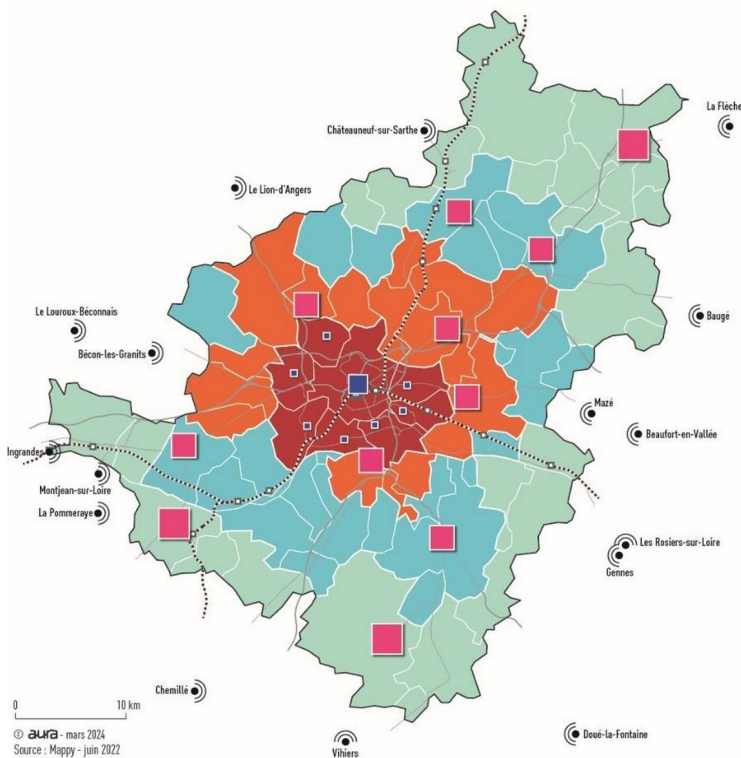 La Flèche
Châteauneuf-sur-Sarthe
Le Lion-d'Angers
Le Louroux-Béconnais
Baugé
Bécon-les-Granits
Mazé
Beaufort-en-Vallée
Ingrandes
Montjean-sur-Loire
La Pommeraye
Les Rosiers-sur-Loire
Gennes
Chemillé
0 10 km
© aura - mars 2024
Source : Mappy - juin 2022
Vihiers
Doué-la-Fontaine